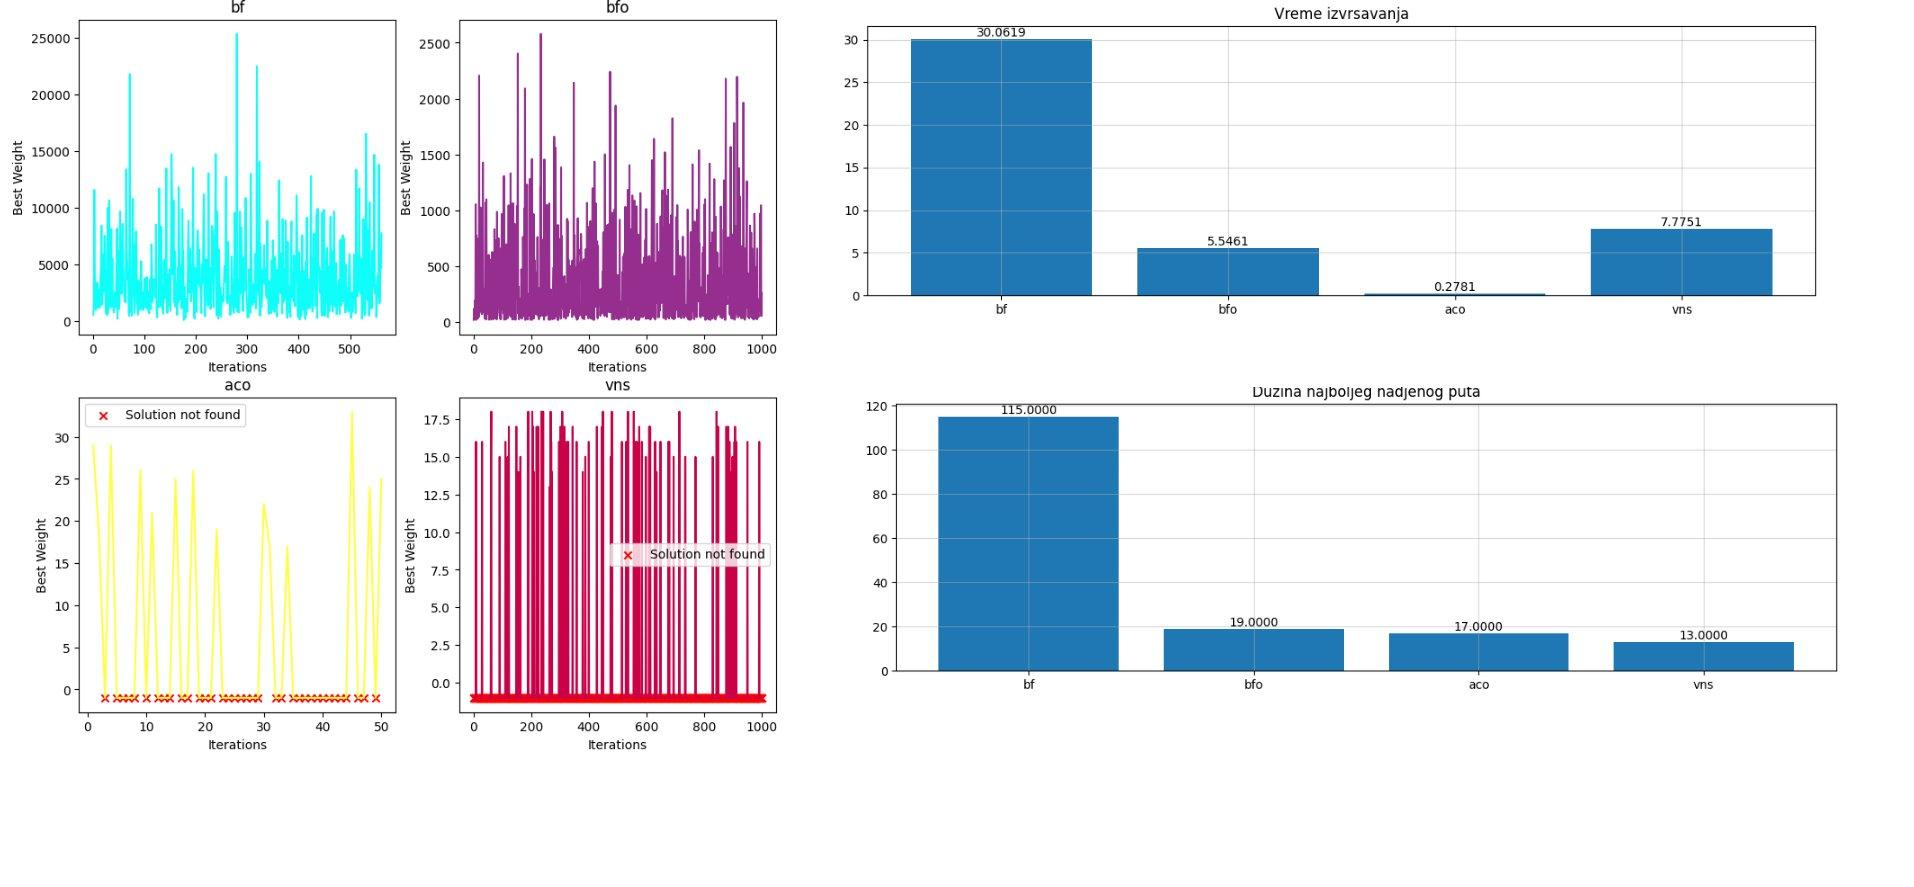 bf
25000
20000
15000
10000
5000
0
Best Weight
0 100 200 300 400 500
Iterations
bfo
2500
2000
1500
1000
500
0
Best Weight
0 200 400 600 800 1000
Iterations
Vreme izvrsavanja
30
25
20
15
10
5
0
30.0619
5.5461
0.2781
7.7751
bf bfo aco vns
aco
Solution not found
30
25
20
15
10
5
0
Best Weight
0 10 20 30 40 50
Iterations
vns
17.5
15.0
12.5
10.0
7.5
5.0
2.5
0.0
Best Weight
Solution not found
0 200 400 600 800 1000
Iterations
Duzina najboljeg nadjenog puta
120
100
80
60
40
20
0
115.0000
19.0000
17.0000
13.0000
bf bfo aco vns